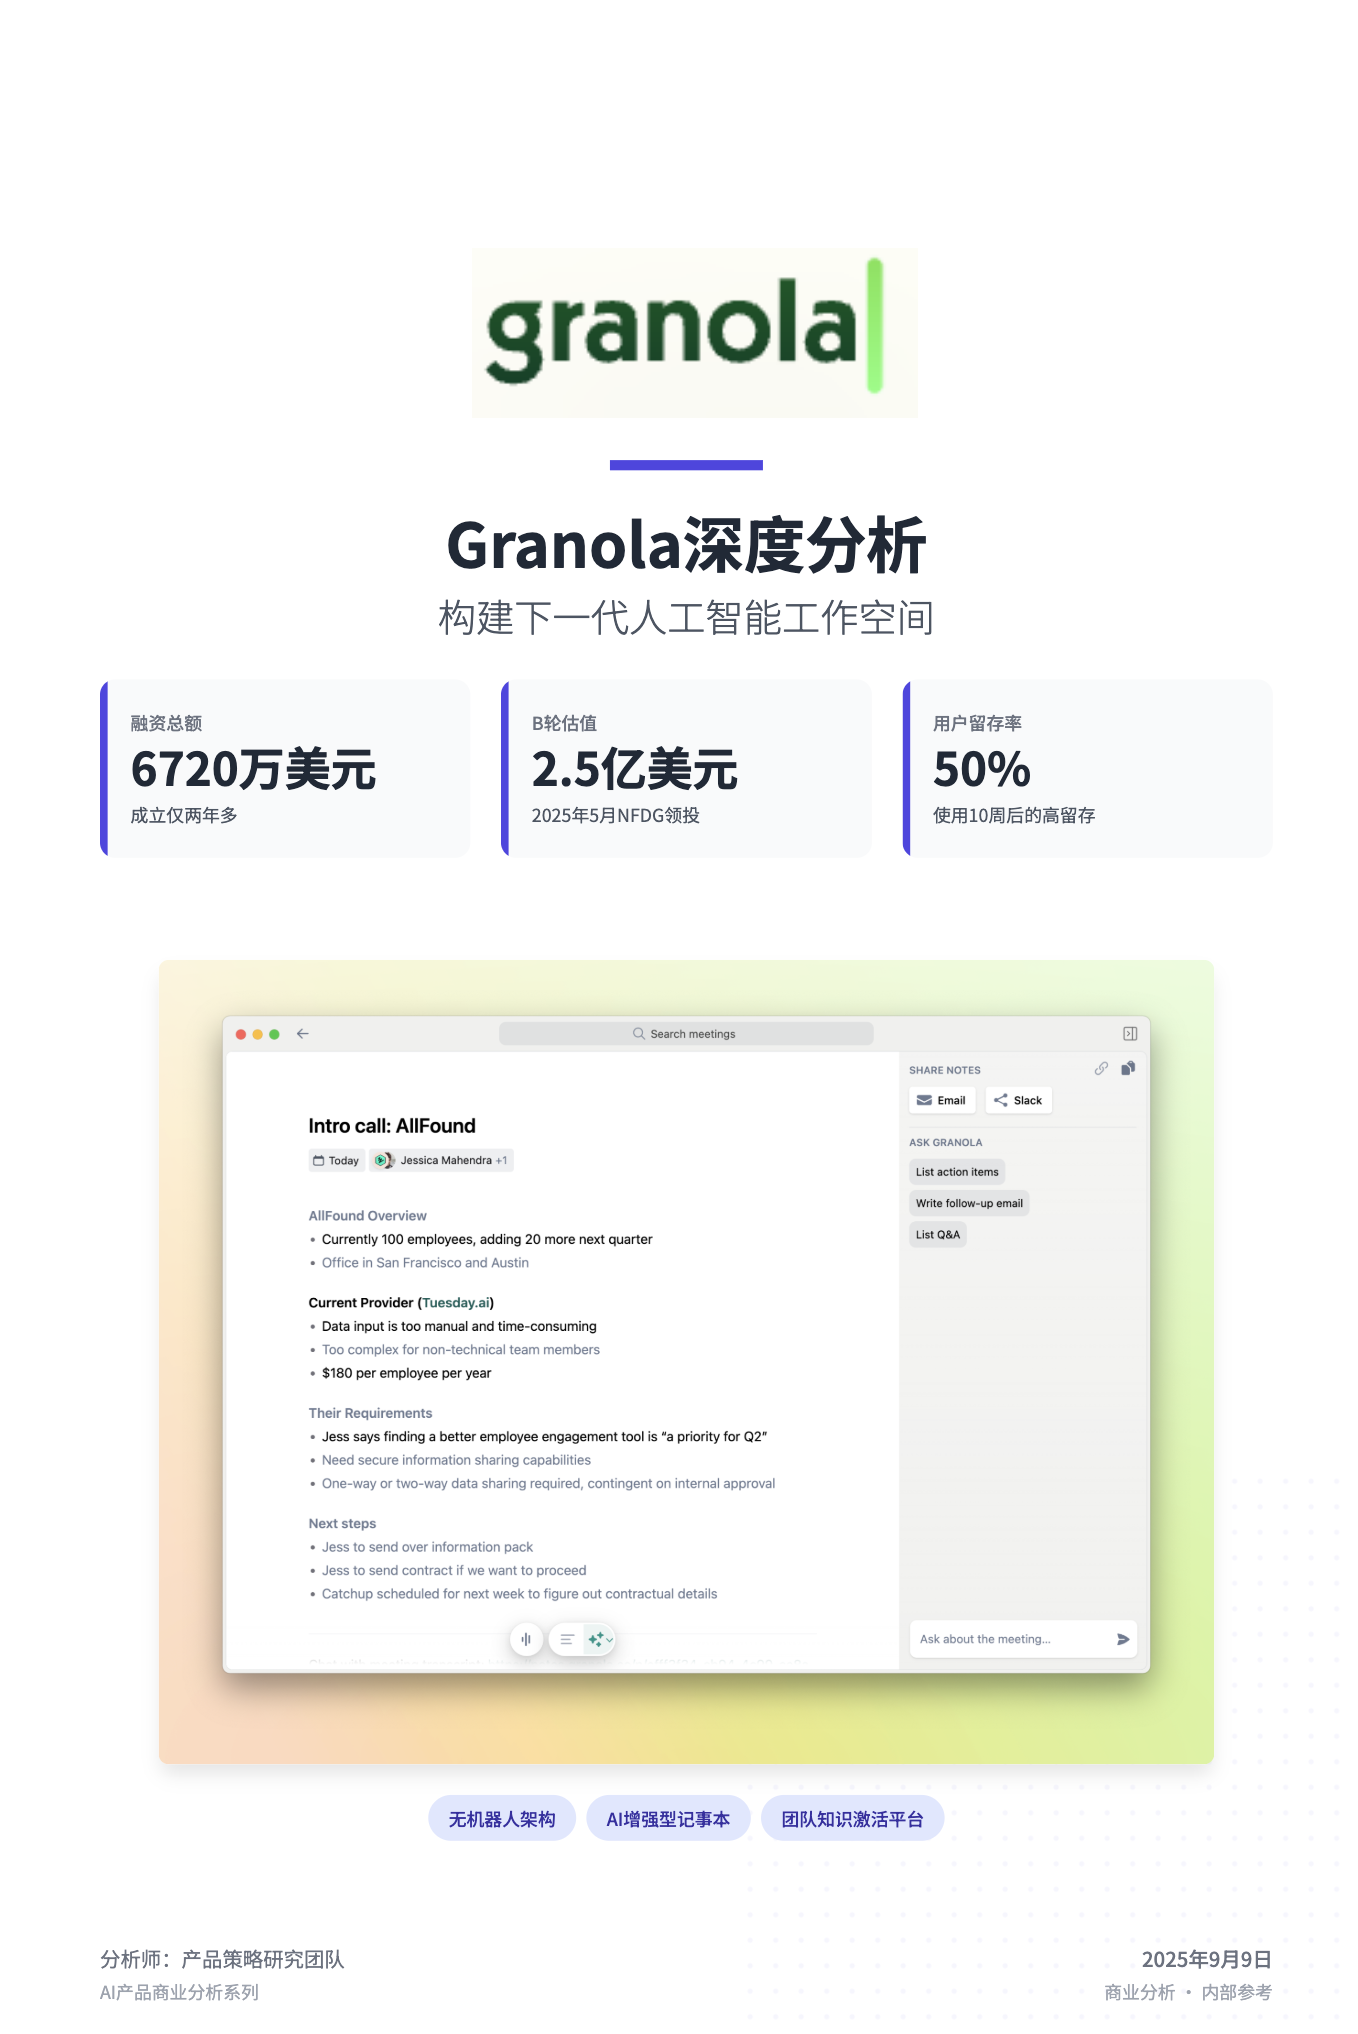 granola
Granola深度分析
构建下一代人工智能工作空间
融资总额
6720万美元
成立仅两年多
B轮估值
2.5亿美元
2025年5月NFDG领投
用户留存率
50%
使用10周后的高留存
Search meetings
Intro call: AllFound
Today
Jessica Mahendra +1
AllFound Overview
• Currently 100 employees, adding 20 more next quarter
• Office in San Francisco and Austin
Current Provider (Tuesday.ai)
• Data input is too manual and time-consuming
• Too complex for non-technical team members
• $180 per employee per year
Their Requirements
• Jess says finding a better employee engagement tool is “a priority for Q2”
• Need secure information sharing capabilities
• One-way or two-way data sharing required, contingent on internal approval
Next steps
• Jess to send over information pack
• Jess to send contract if we want to proceed
• Catchup scheduled for next week to figure out contractual details
SHARE NOTES
Email
Slack
ASK GRANOLA
List action items
Write follow-up email
List Q&A
Ask about the meeting...
无机器人架构
AI增强型记事本
团队知识激活平台
分析师：产品策略研究团队
AI产品商业分析系列
2025年9月9日
商业分析 • 内部参考